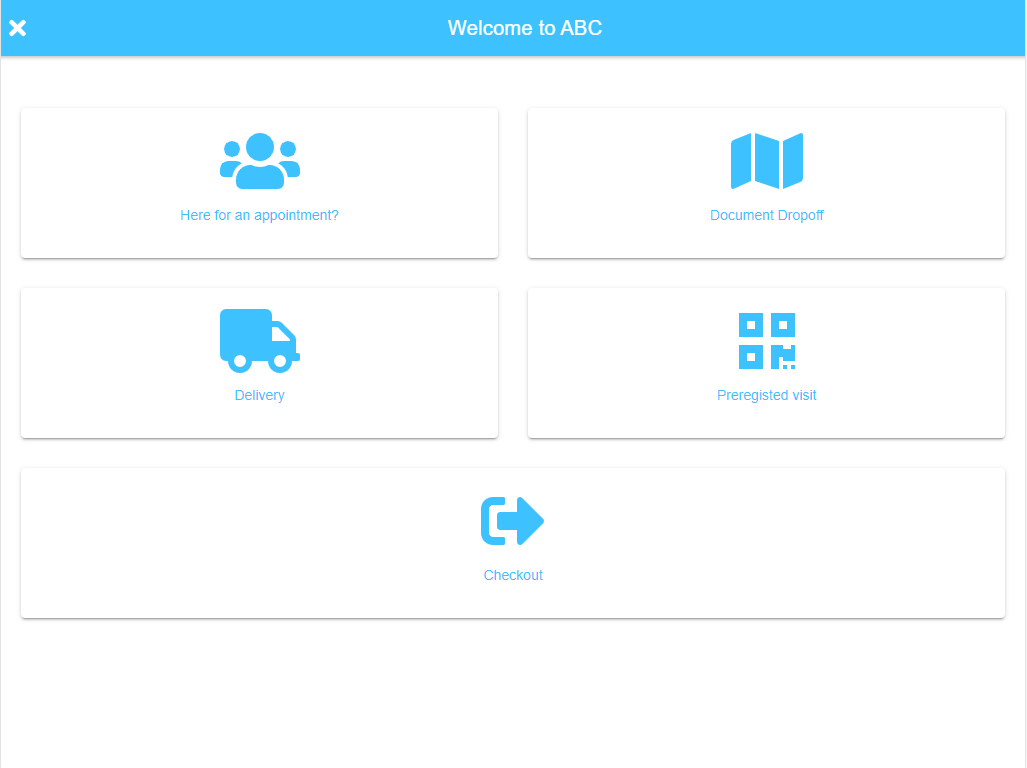 Welcome to ABC
Here for an appointment?
Document Dropoff
Delivery
Preregisted visit
Checkout